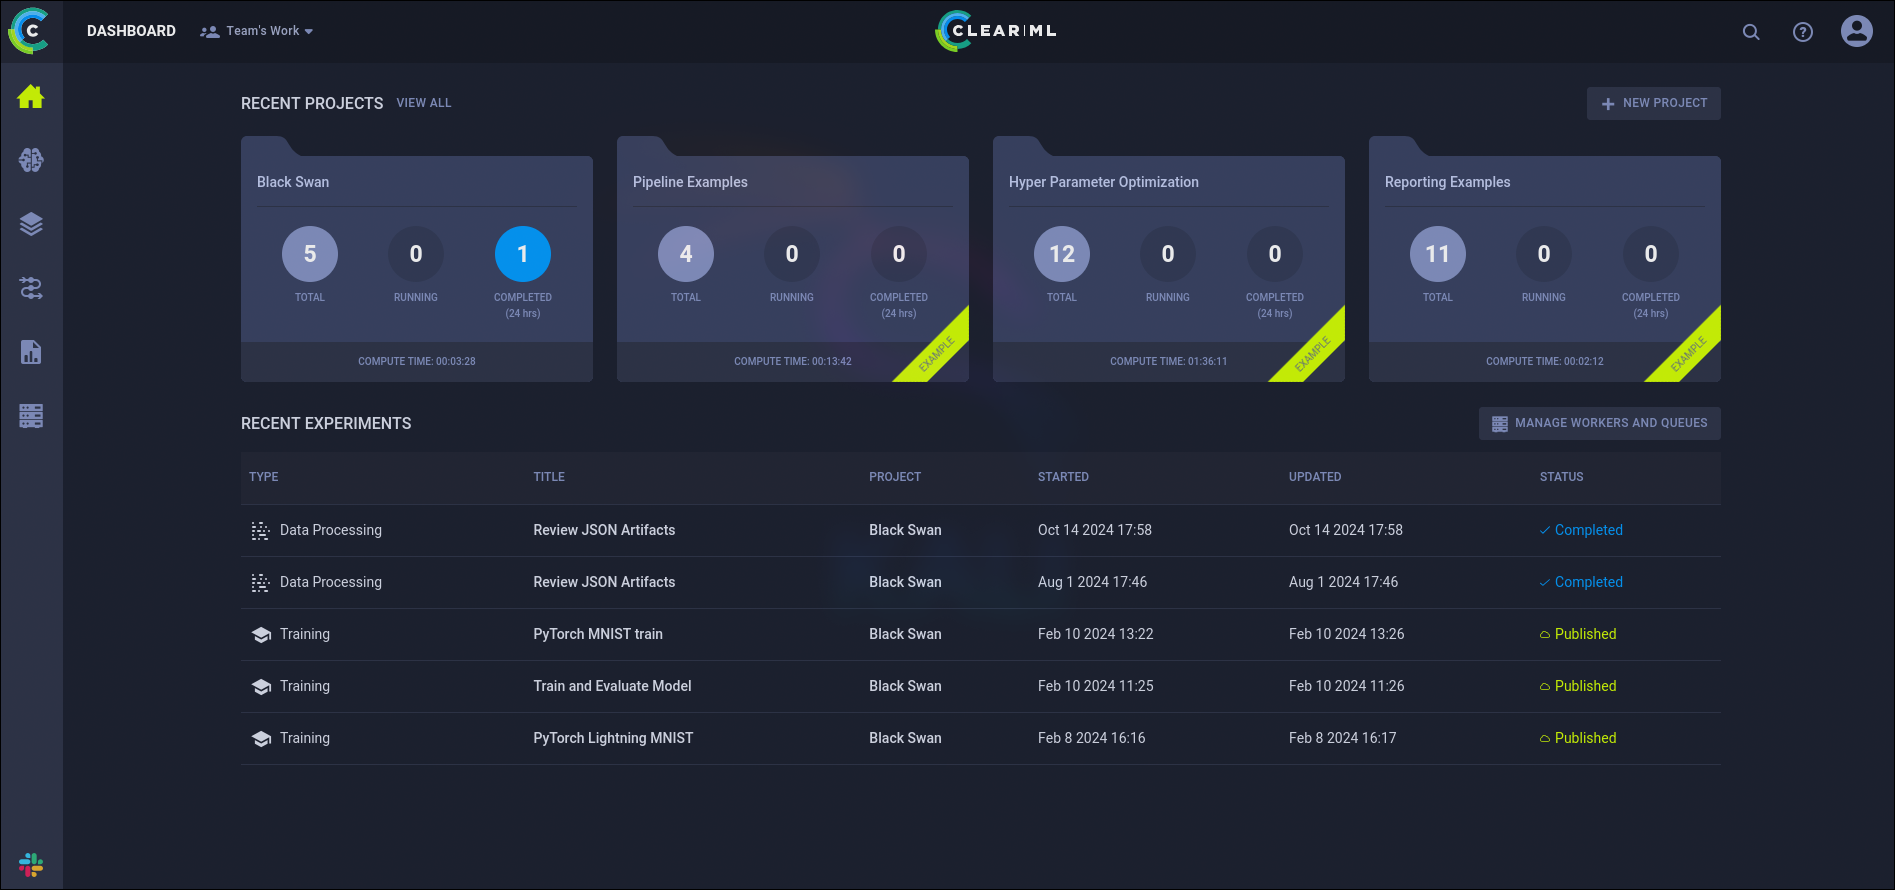 C
DASHBOARD
Team's Work
CLEAR|ML
?
RECENT PROJECTS
VIEW ALL
NEW PROJECT
Black Swan
5
0
1
TOTAL
RUNNING
COMPLETED
(24 hrs)
COMPUTE TIME: 00:03:28
Pipeline Examples
4
0
0
TOTAL
RUNNING
COMPLETED
(24 hrs)
COMPUTE TIME: 00:13:42
EXAMPLE
Hyper Parameter Optimization
12
0
0
TOTAL
RUNNING
COMPLETED
(24 hrs)
COMPUTE TIME: 01:36:11
EXAMPLE
Reporting Examples
11
0
0
TOTAL
RUNNING
COMPLETED
(24 hrs)
COMPUTE TIME: 00:02:12
EXAMPLE
RECENT EXPERIMENTS
MANAGE WORKERS AND QUEUES
TYPE TITLE PROJECT STARTED UPDATED STATUS
Data Processing Review JSON Artifacts Black Swan Oct 14 2024 17:58 Oct 14 2024 17:58 Completed
Data Processing Review JSON Artifacts Black Swan Aug 1 2024 17:46 Aug 1 2024 17:46 Completed
Training PyTorch MNIST train Black Swan Feb 10 2024 13:22 Feb 10 2024 13:26 Published
Training Train and Evaluate Model Black Swan Feb 10 2024 11:25 Feb 10 2024 11:26 Published
Training PyTorch Lightning MNIST Black Swan Feb 8 2024 16:16 Feb 8 2024 16:17 Published